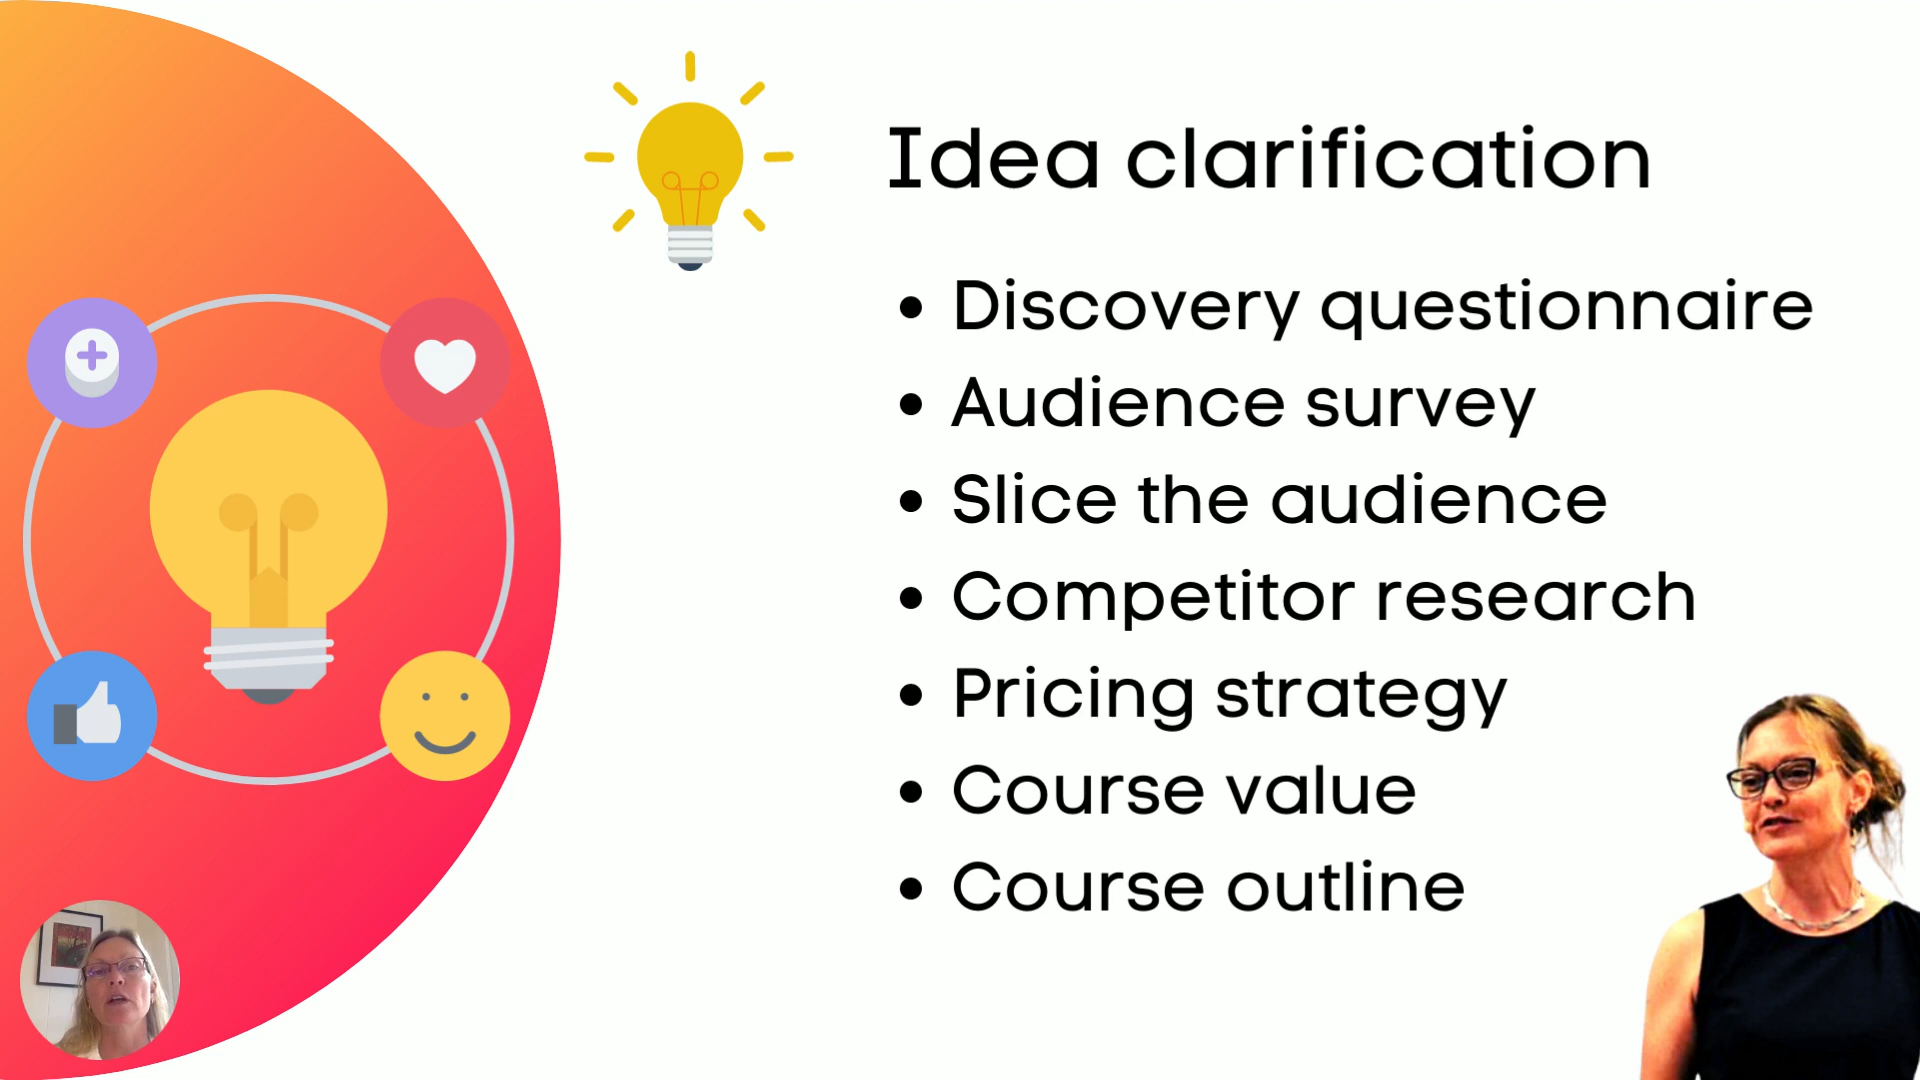 Idea clarification
Discovery questionnaire
Audience survey
Slice the audience
Competitor research
Pricing strategy
Course value
Course outline